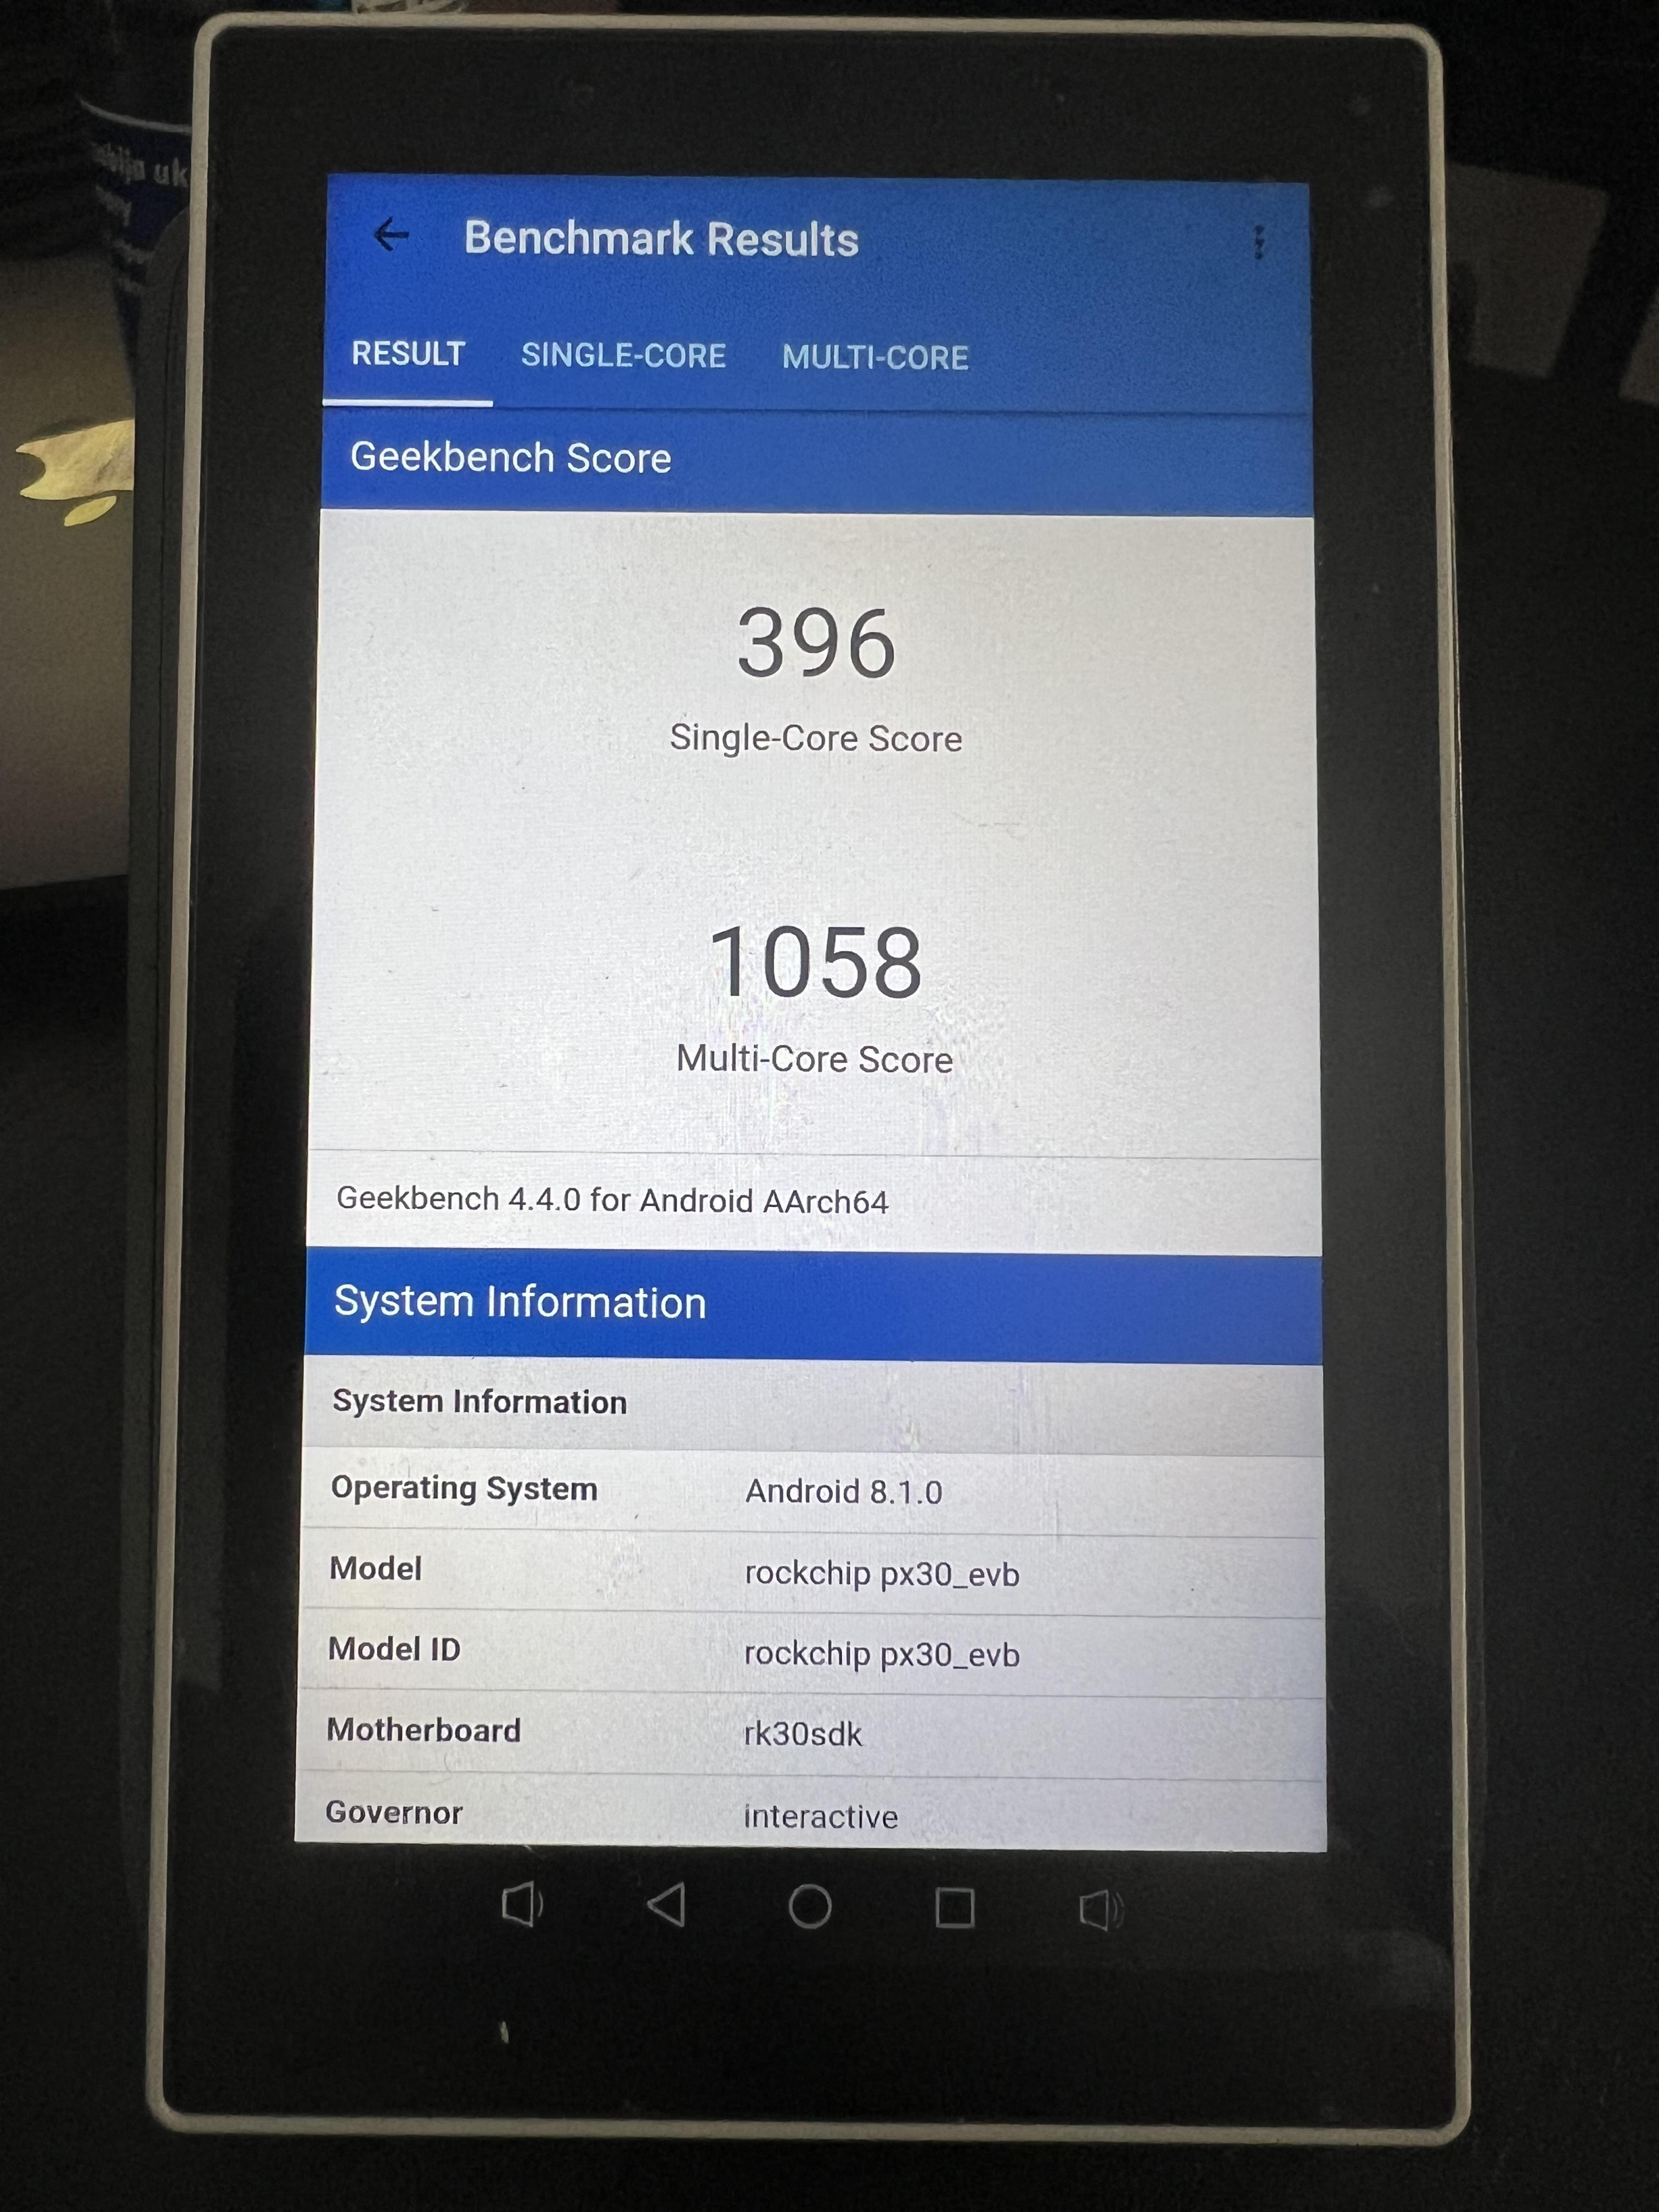 uk
Benchmark Results
RESULT SINGLE-CORE MULTI-CORE
Geekbench Score
396
Single-Core Score
1058
Multi-Core Score
Geekbench 4.4.0 for Android AArch64
System Information
System Information
Operating System Android 8.1.0
Model rockchip px30_evb
Model ID rockchip px30_evb
Motherboard rk30sdk
Governor interactive